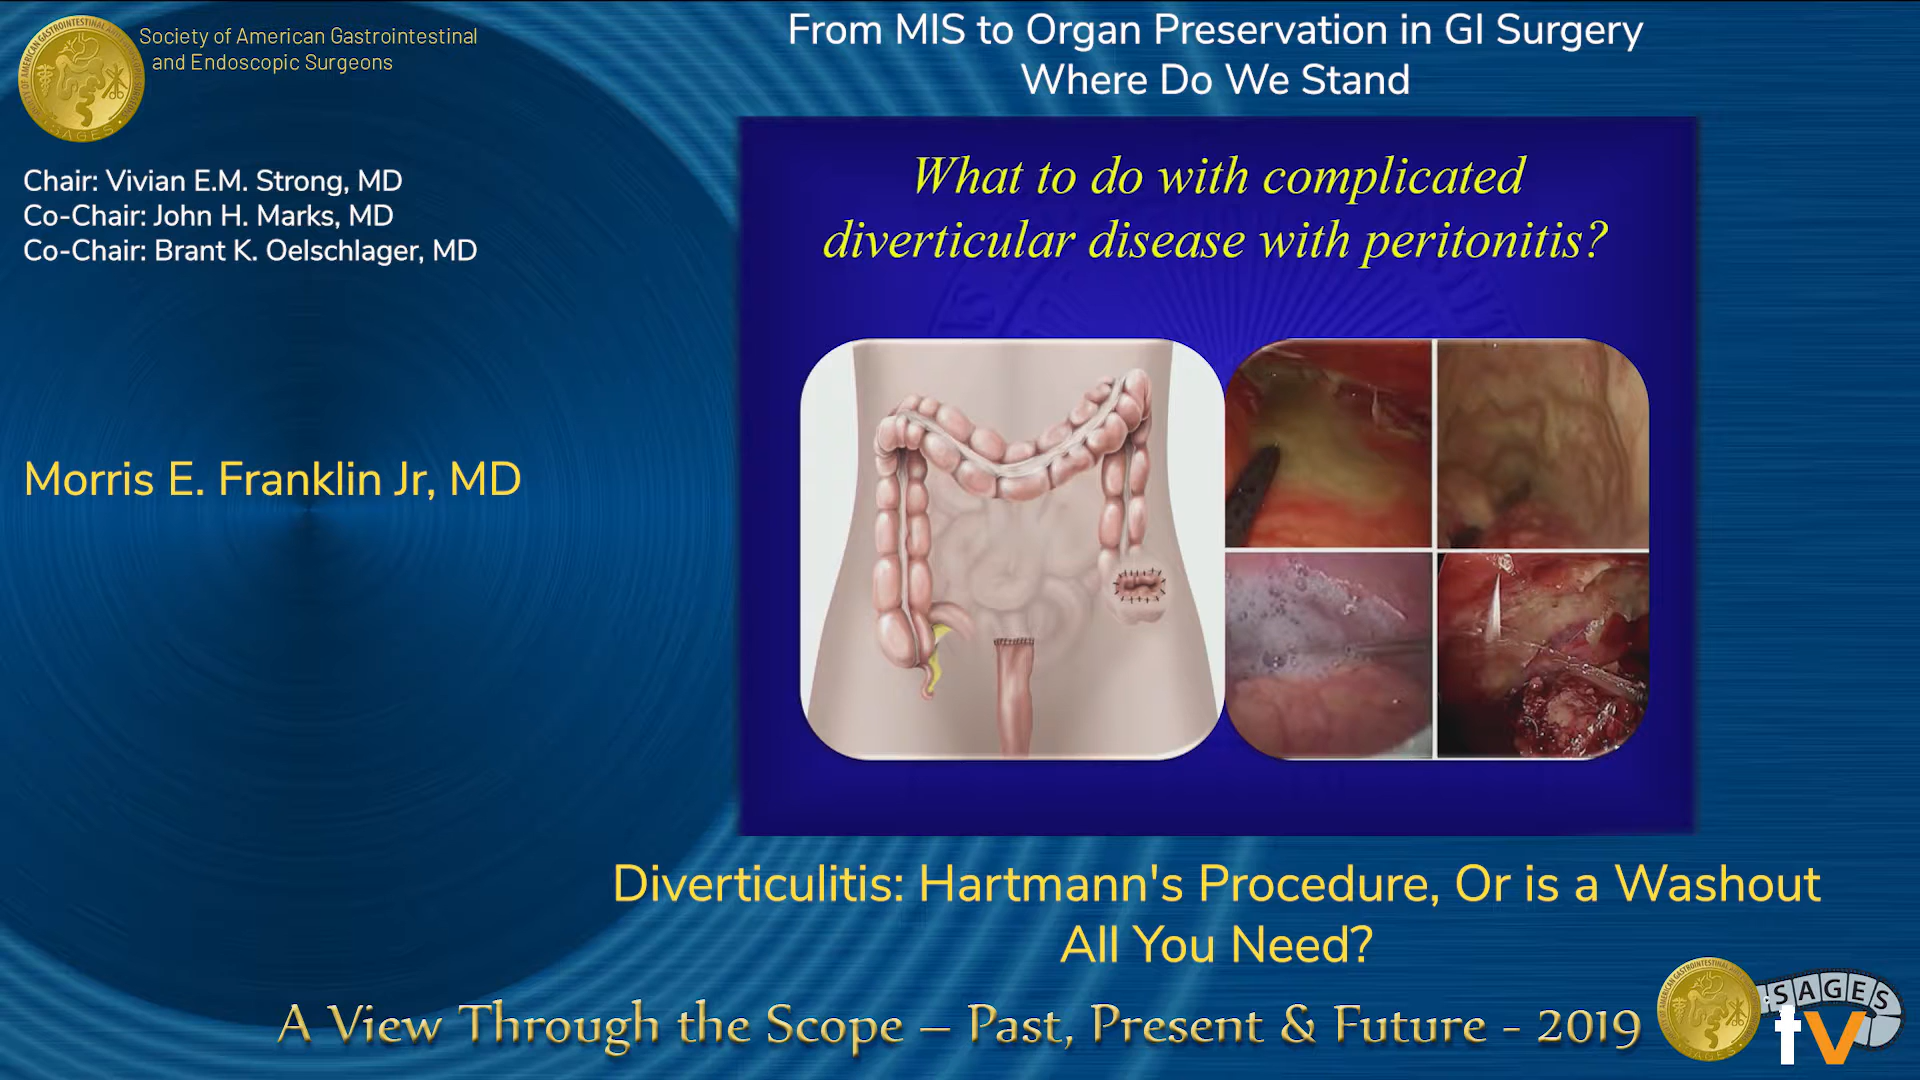 Society of American Gastrointestinal
and Endoscopic Surgeons
From MIS to Organ Preservation in GI Surgery
Where Do We Stand
Chair: Vivian E.M. Strong, MD
Co-Chair: John H. Marks, MD
Co-Chair: Brant K. Oelschlager, MD
What to do with complicated
diverticular disease with peritonitis?
Morris E. Franklin Jr, MD
Diverticulitis: Hartmann's Procedure, Or is a Washout
All You Need?
A View Through the Scope – Past, Present & Future - 2019
SAGES
tv